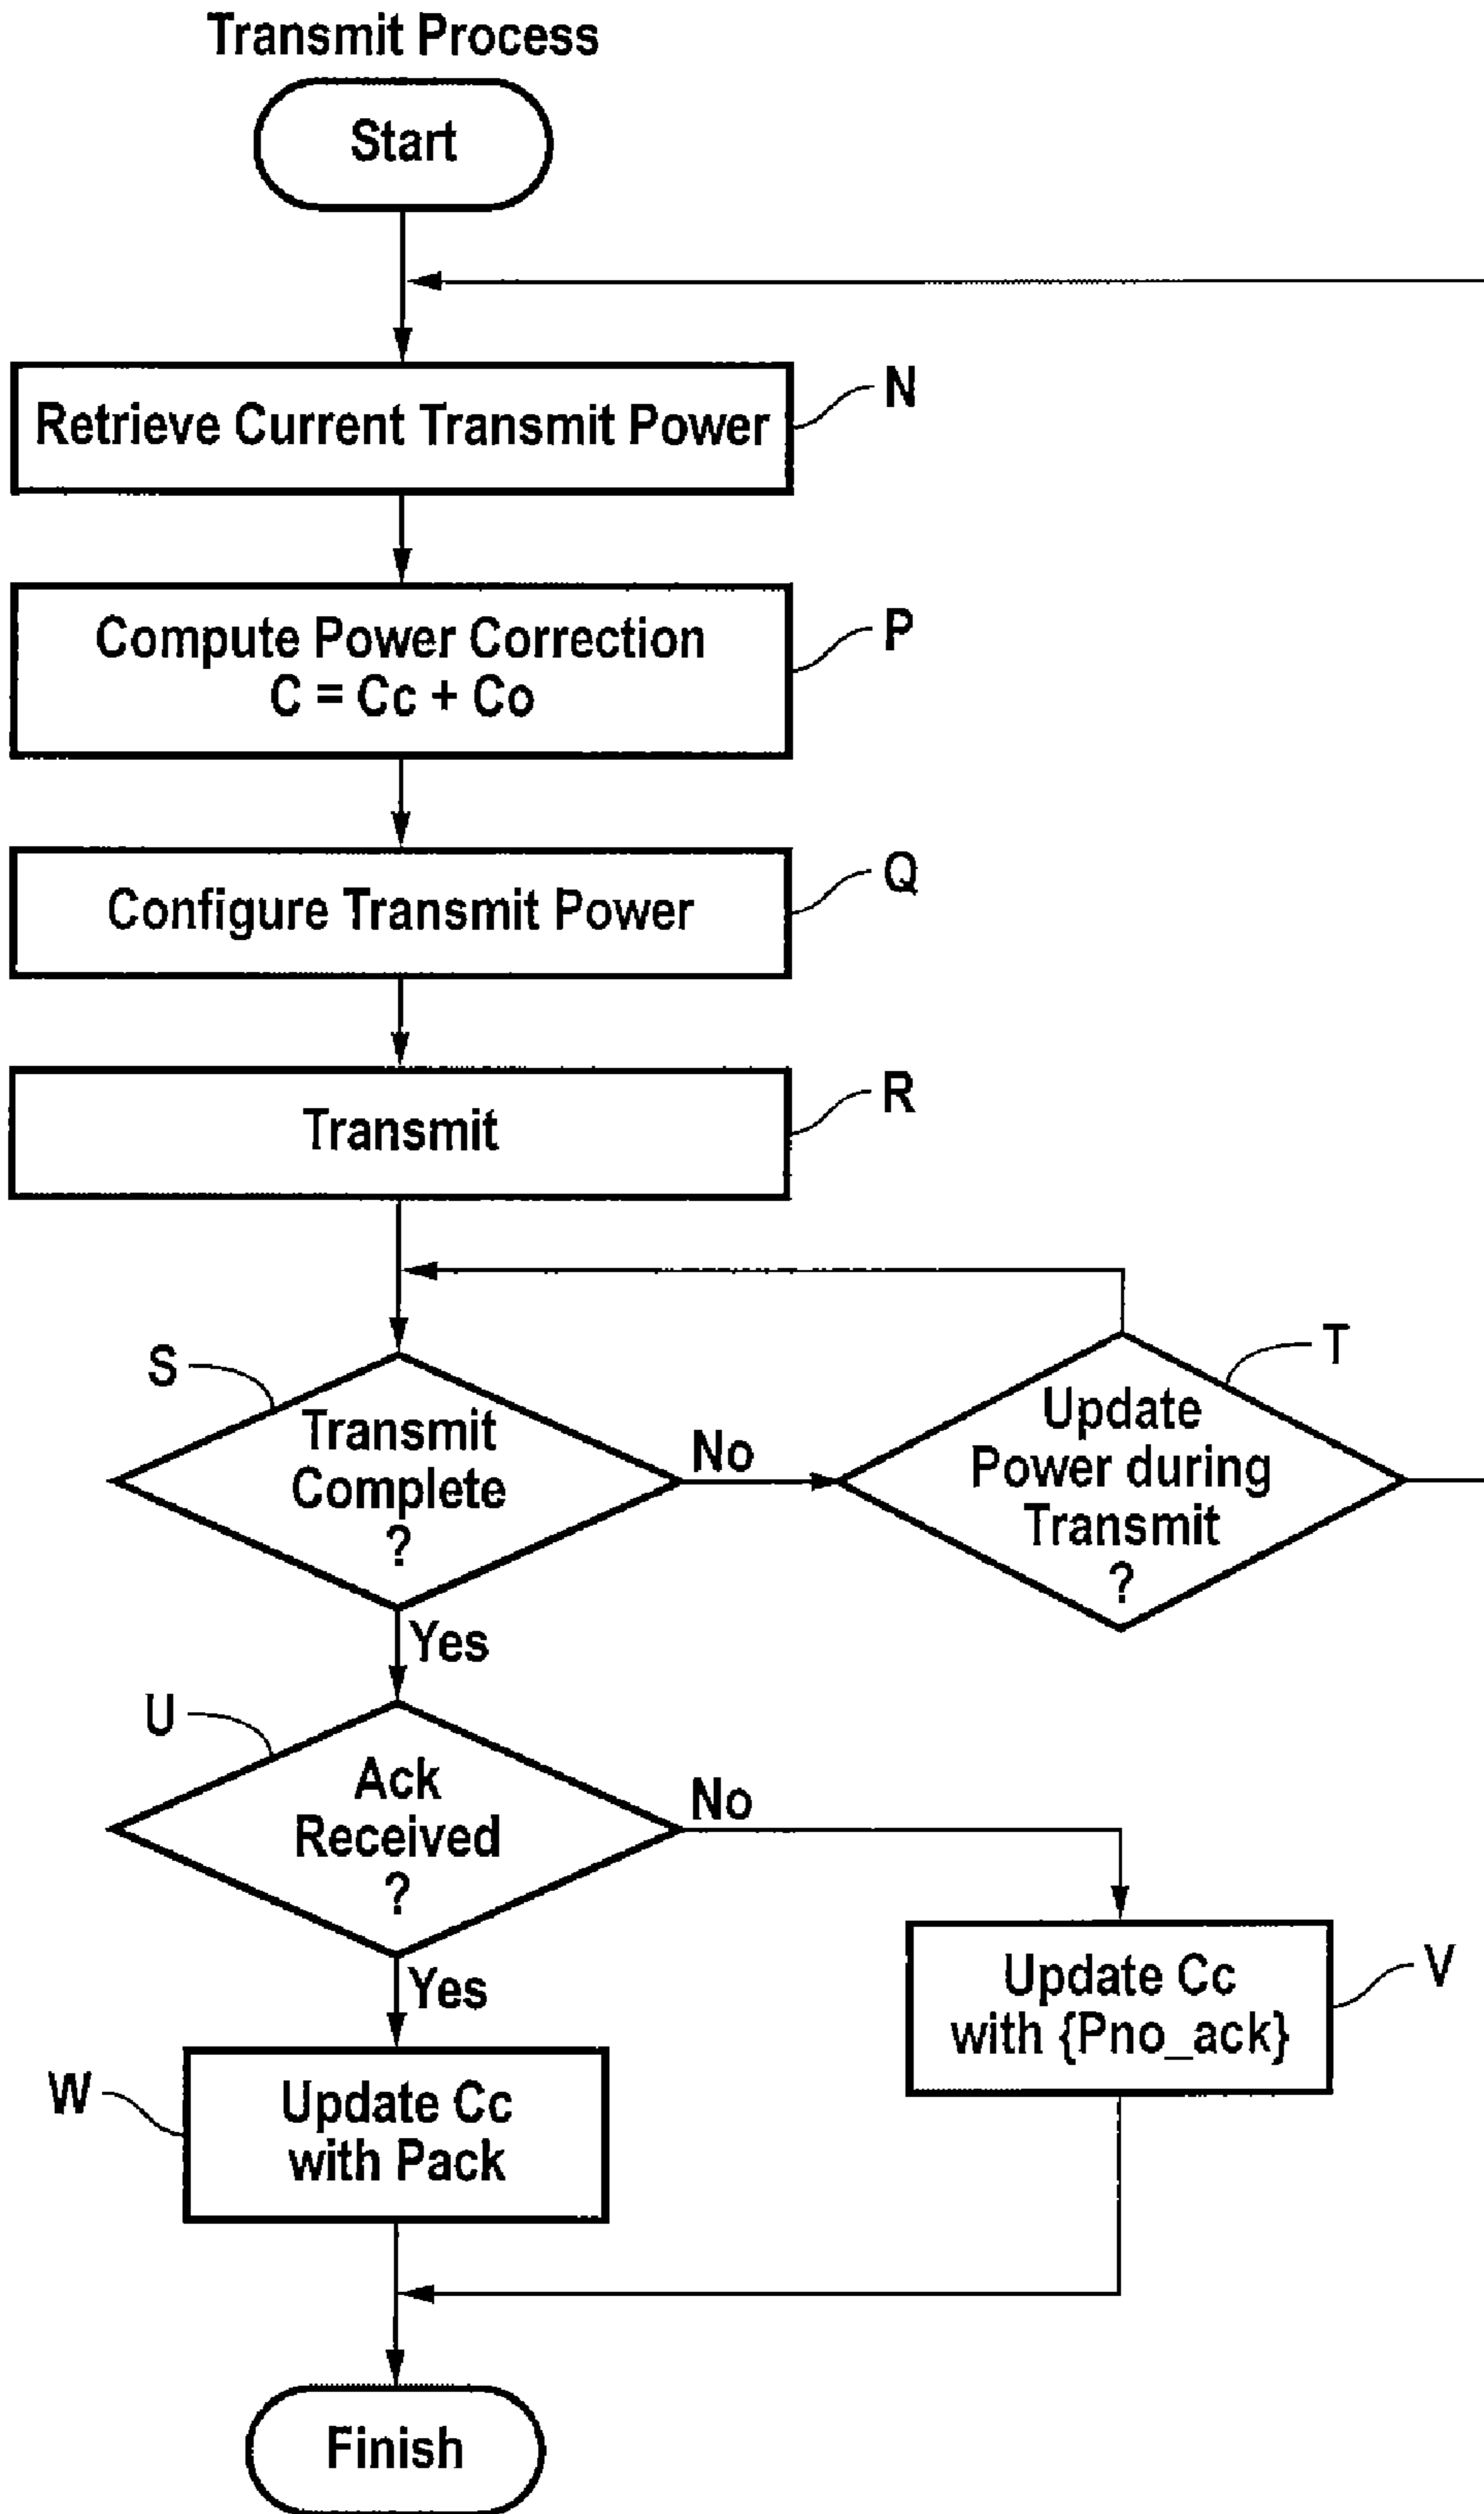 Transmit Process
Start
Retrieve Current Transmit Power
N
Compute Power Correction
C = Cc + Co
P
Configure Transmit Power
Q
Transmit
R
S
Transmit
Complete
?
No
Update
Power during
Transmit
?
T
Yes
U
Ack
Received
?
No
Yes
Update Cc
with {Pno_ack}
V
W
Update Cc
with Pack
Finish